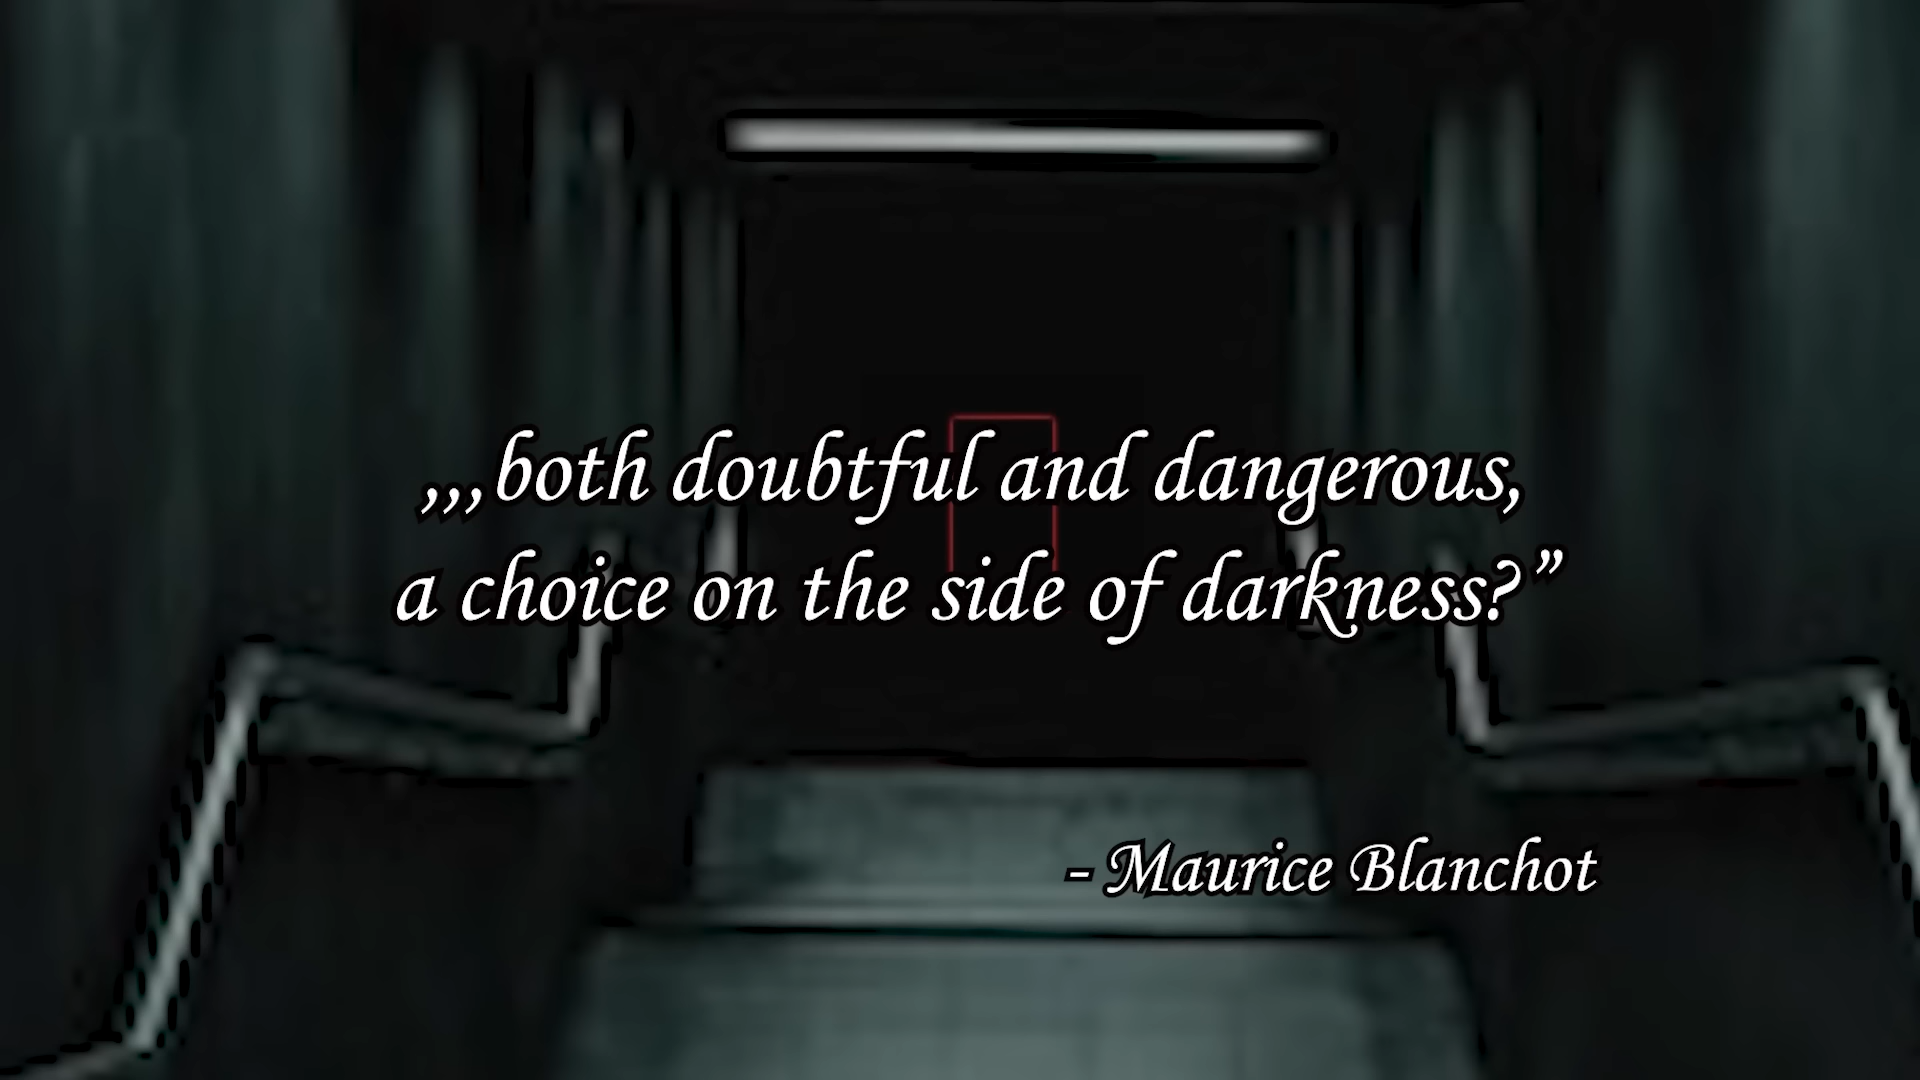 ,,,both doubtful and dangerous,
a choice on the side of darkness?”
- Maurice Blanchot